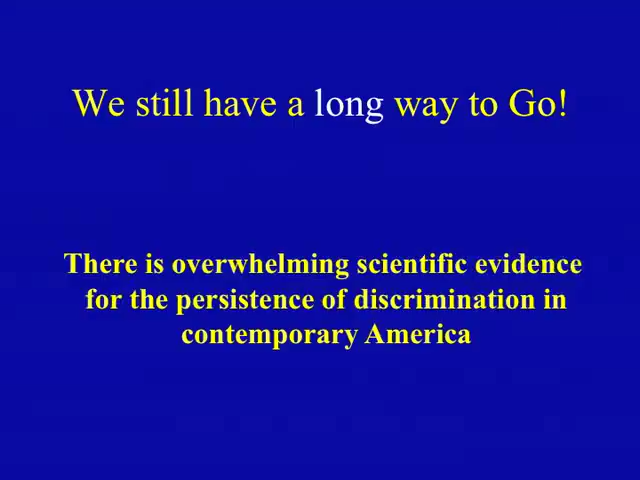 We still have a long way to Go!
There is overwhelming scientific evidence
for the persistence of discrimination in
contemporary America